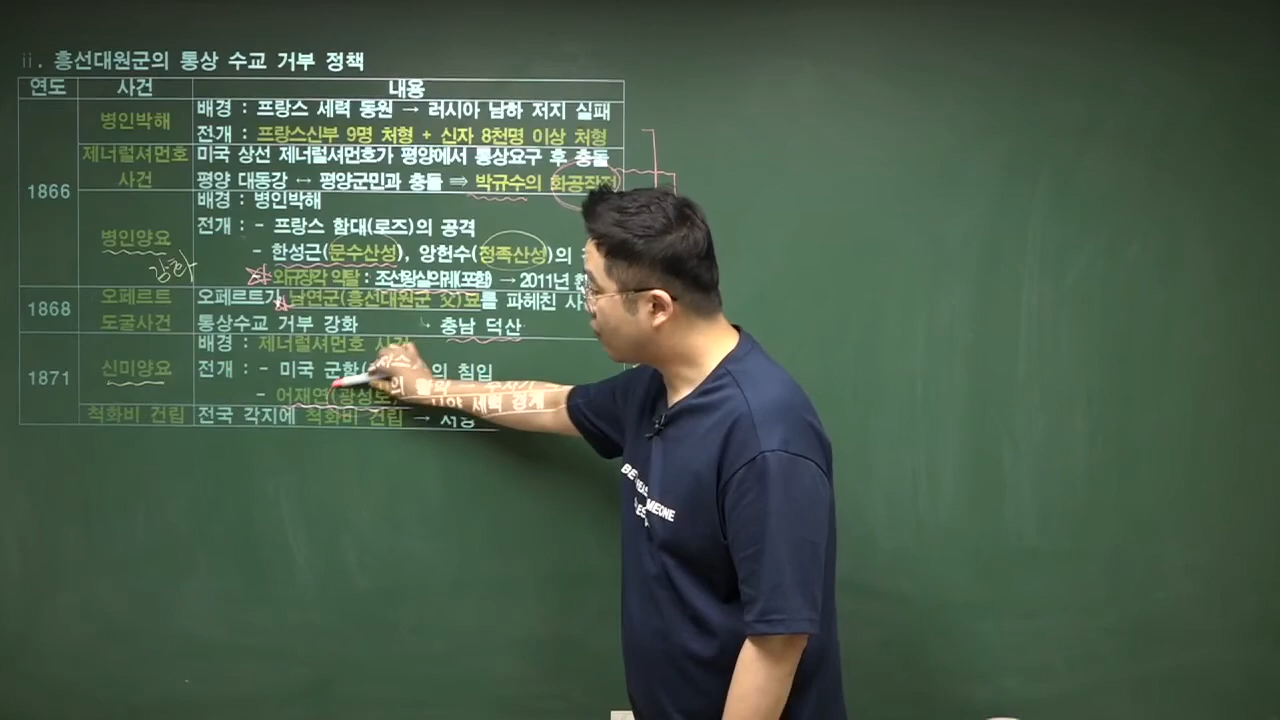 ⅱ. 흥선대원군의 통상 수교 거부 정책
연도 사건 내용
1866
병인박해
배경 : 프랑스 세력 동원 → 러시아 남하 저지 실패
전개 : 프랑스신부 9명 처형 + 신자 8천명 이상 처형
제너럴셔먼호 사건
미국 상선 제너럴셔먼호가 평양에서 통상요구 후 충돌
평양 대동강 ↔ 평양군민과 충돌 ⇒ 박규수의 화공작전
병인양요
강화
배경 : 병인박해
전개 : - 프랑스 함대(로즈)의 공격
- 한성근(문수산성), 양헌수(정족산성)의
외규장각 의궤 약탈 : 조선왕실의궤(포함) → 2011년
1868
오페르트
도굴사건
오페르트가 남연군(흥선대원군 父)묘를 파헤친
통상수교 거부 강화
충남 덕산
1871
신미양요
배경 : 제너럴셔먼호 사건
전개 : - 미국 군함( 의 침입
- 어재연(광성보)
척화비 건립
전국 각지에 척화비 건립 → 서양
세력 경계
BE
MEONE